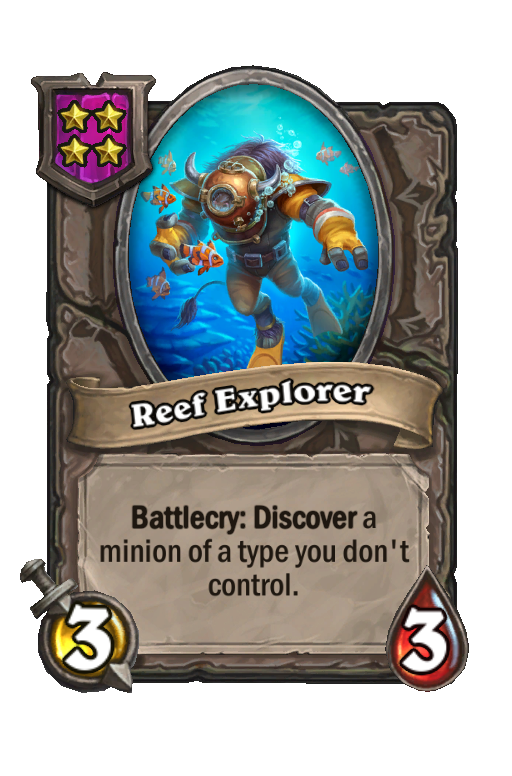 Reef Explorer
Battlecry: Discover a
minion of a type you don't
control.
3
3